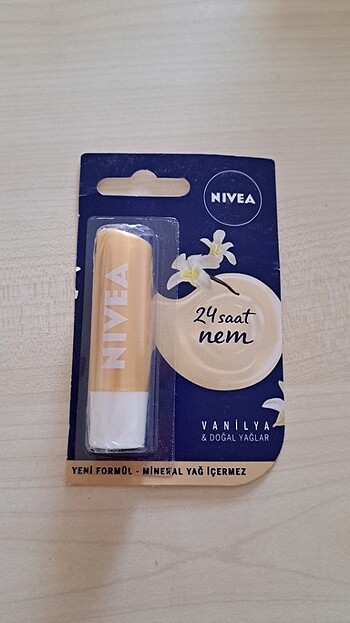 NIVEA
NIVEA
24 saat
nem
VANİLYA
& DOĞAL YAĞLAR
YENİ FORMÜL - MİNERAL YAĞ İÇERMEZ